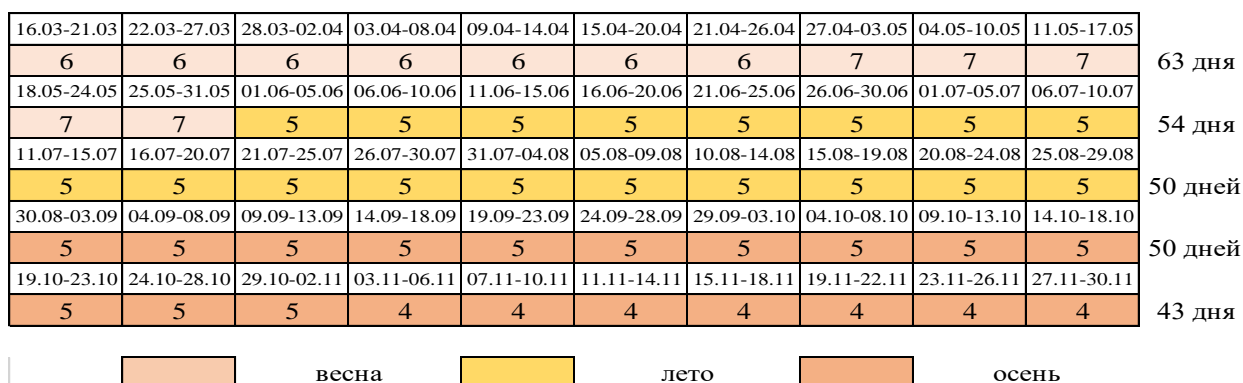 16.03-21.03 22.03-27.03 28.03-02.04 03.04-08.04 09.04-14.04 15.04-20.04 21.04-26.04 27.04-03.05 04.05-10.05 11.05-17.05
6 6 6 6 6 6 6 7 7 7 63 дня
18.05-24.05 25.05-31.05 01.06-05.06 06.06-10.06 11.06-15.06 16.06-20.06 21.06-25.06 26.06-30.06 01.07-05.07 06.07-10.07
7 7 5 5 5 5 5 5 5 5 54 дня
11.07-15.07 16.07-20.07 21.07-25.07 26.07-30.07 31.07-04.08 05.08-09.08 10.08-14.08 15.08-19.08 20.08-24.08 25.08-29.08
5 5 5 5 5 5 5 5 5 5 50 дней
30.08-03.09 04.09-08.09 09.09-13.09 14.09-18.09 19.09-23.09 24.09-28.09 29.09-03.10 04.10-08.10 09.10-13.10 14.10-18.10
5 5 5 5 5 5 5 5 5 5 50 дней
19.10-23.10 24.10-28.10 29.10-02.11 03.11-06.11 07.11-10.11 11.11-14.11 15.11-18.11 19.11-22.11 23.11-26.11 27.11-30.11
5 5 5 4 4 4 4 4 4 4 43 дня
весна лето осень